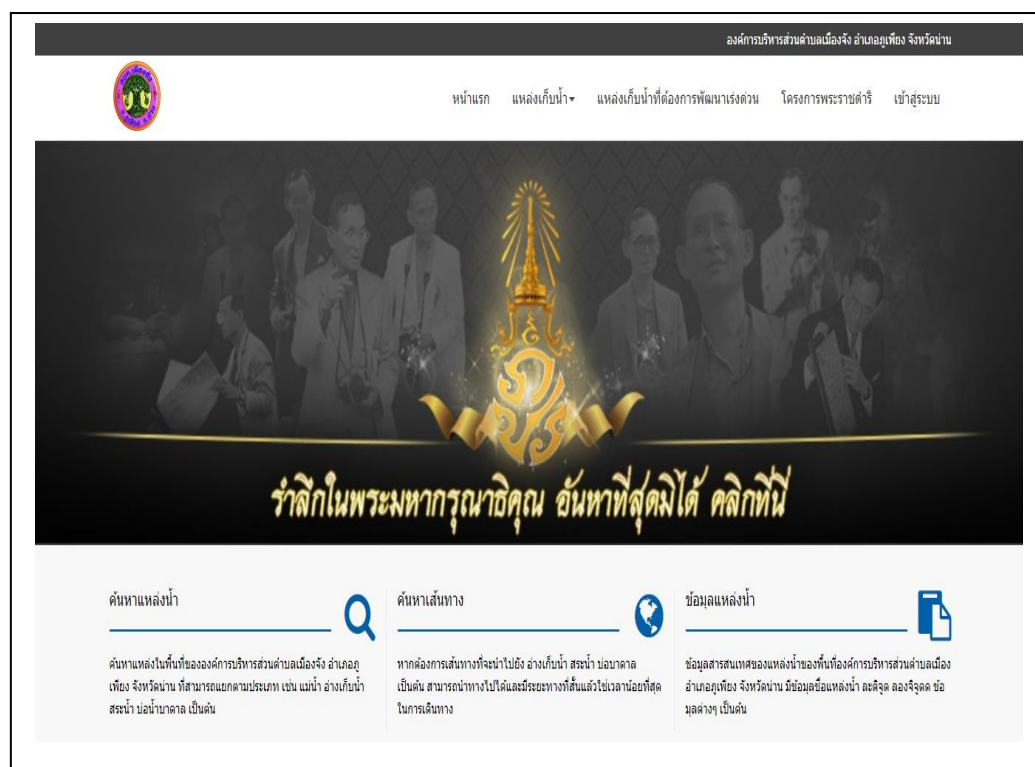 องค์การบริหารส่วนตำบลเมืองจัง อำเภอภูเพียง จังหวัดน่าน
หน้าแรก แหล่งเก็บน้ำ แหล่งเก็บน้ำที่ต้องการพัฒนาเร่งด่วน โครงการพระราชดำริ เข้าสู่ระบบ
รำลึกในพระมหากรุณาธิคุณ อันหาที่สุดมิได้ คลิกที่นี่
ค้นหาแหล่งน้ำ
ค้นหาแหล่งในพื้นที่ขององค์การบริหารส่วนตำบลเมืองจัง อำเภอภู
เพียง จังหวัดน่าน ที่สามารถแยกตามประเภท เช่น แม่น้ำ อ่างเก็บน้ำ
สระน้ำ บ่อน้ำบาดาล เป็นต้น
ค้นหาเส้นทาง
หากต้องการเส้นทางที่จะนำไปยัง อ่างเก็บน้ำ สระน้ำ บ่อบาดาล
เป็นต้น สามารถนำทางไปได้และมีระยะทางที่สั้นแล้วใช้เวลาน้อยที่สุด
ในการเดินทาง
ข้อมูลแหล่งน้ำ
ข้อมูลสารสนเทศของแหล่งน้ำของพื้นที่องค์การบริหารส่วนตำบลเมือง
อำเภอภูเพียง จังหวัดน่าน มีข้อมูลชื่อแหล่งน้ำ ละติจุด ลองจิจูดด ข้อ
มูลต่างๆ เป็นต้น